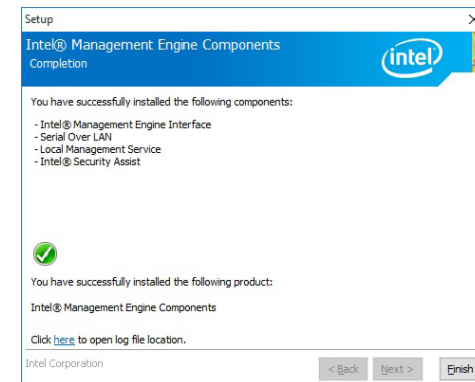 Setup
Intel® Management Engine Components
Completion
intel
You have successfully installed the following components:
- Intel® Management Engine Interface
- Serial Over LAN
- Local Management Service
- Intel® Security Assist
You have successfully installed the following product:
Intel® Management Engine Components
Click here to open log file location.
Intel Corporation
< Back Next > Finish